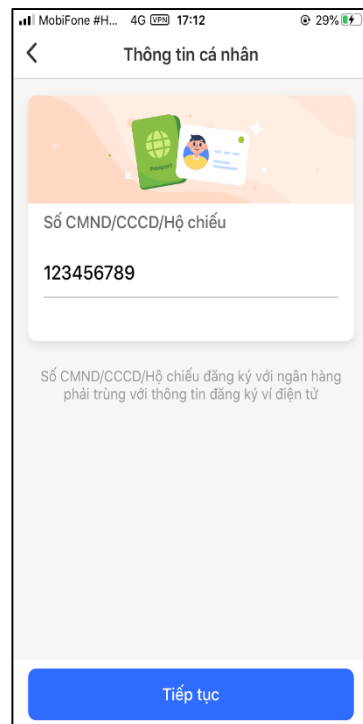 MobiFone #H... 4G VPN 17:12 29%
Thông tin cá nhân
Passport
Số CMND/CCCD/Hộ chiếu
123456789
Số CMND/CCCD/Hộ chiếu đăng ký với ngân hàng
phải trùng với thông tin đăng ký ví điện tử
Tiếp tục